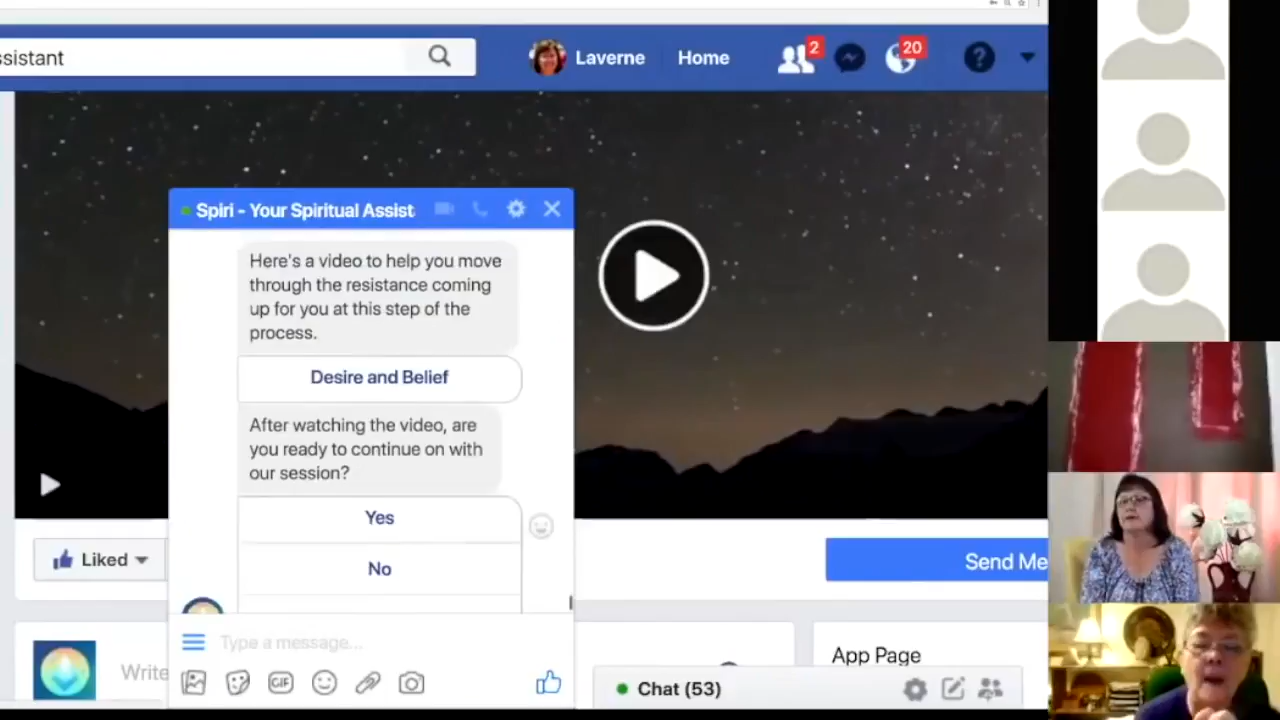 ssistant
Laverne
Home
2
20
?
Spiri - Your Spiritual Assist
Here's a video to help you move
through the resistance coming
up for you at this step of the
process.
Desire and Belief
After watching the video, are
you ready to continue on with
our session?
Yes
No
Liked
Send Me
Type a message...
GIF
Write
App Page
Chat (53)